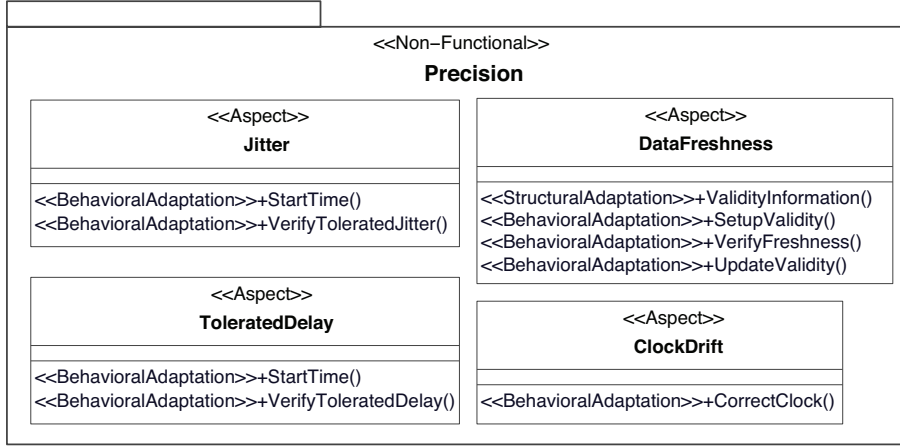 <<Non–Functional>>
Precision
<<Aspect>>
Jitter
<<BehavioralAdaptation>>+StartTime()
<<BehavioralAdaptation>>+VerifyToleratedJitter()
<<Aspect>>
DataFreshness
<<StructuralAdaptation>>+ValidityInformation()
<<BehavioralAdaptation>>+SetupValidity()
<<BehavioralAdaptation>>+VerifyFreshness()
<<BehavioralAdaptation>>+UpdateValidity()
<<Aspect>>
ToleratedDelay
<<BehavioralAdaptation>>+StartTime()
<<BehavioralAdaptation>>+VerifyToleratedDelay()
<<Aspect>>
ClockDrift
<<BehavioralAdaptation>>+CorrectClock()